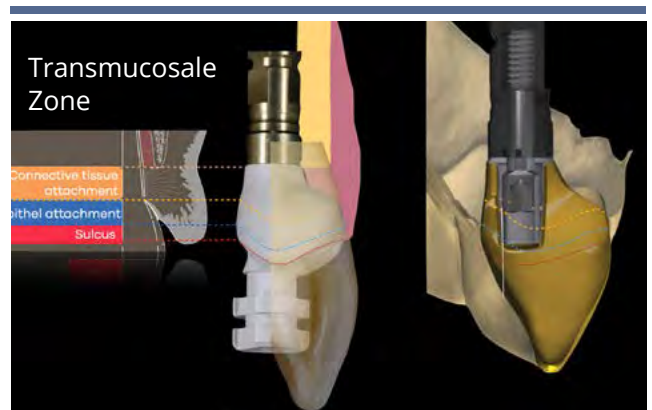 Transmucosale
Zone
Connective tissue
attachment
pithel attachment
Sulcus